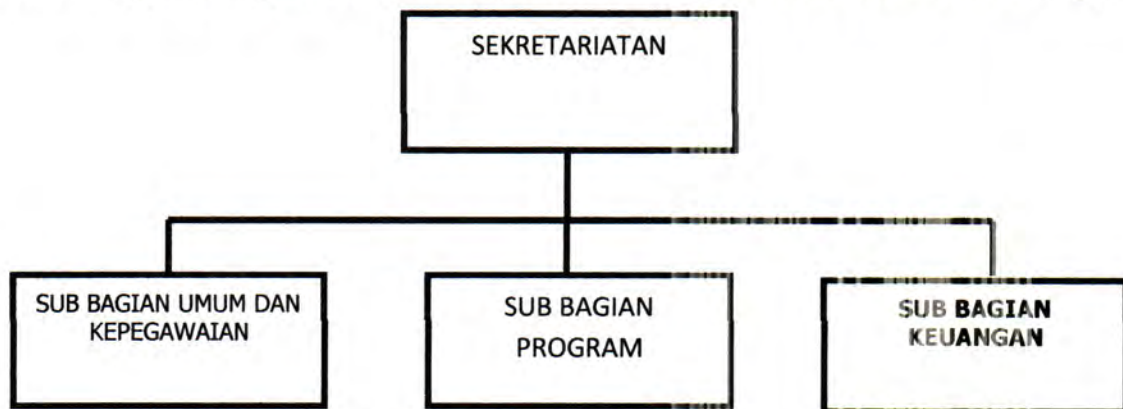 SEKRETARIATAN
SUB BAGIAN UMUM DAN
KEPEGAWAIAN
SUB BAGIAN
PROGRAM
SUB BAGIAN
KEUANGAN